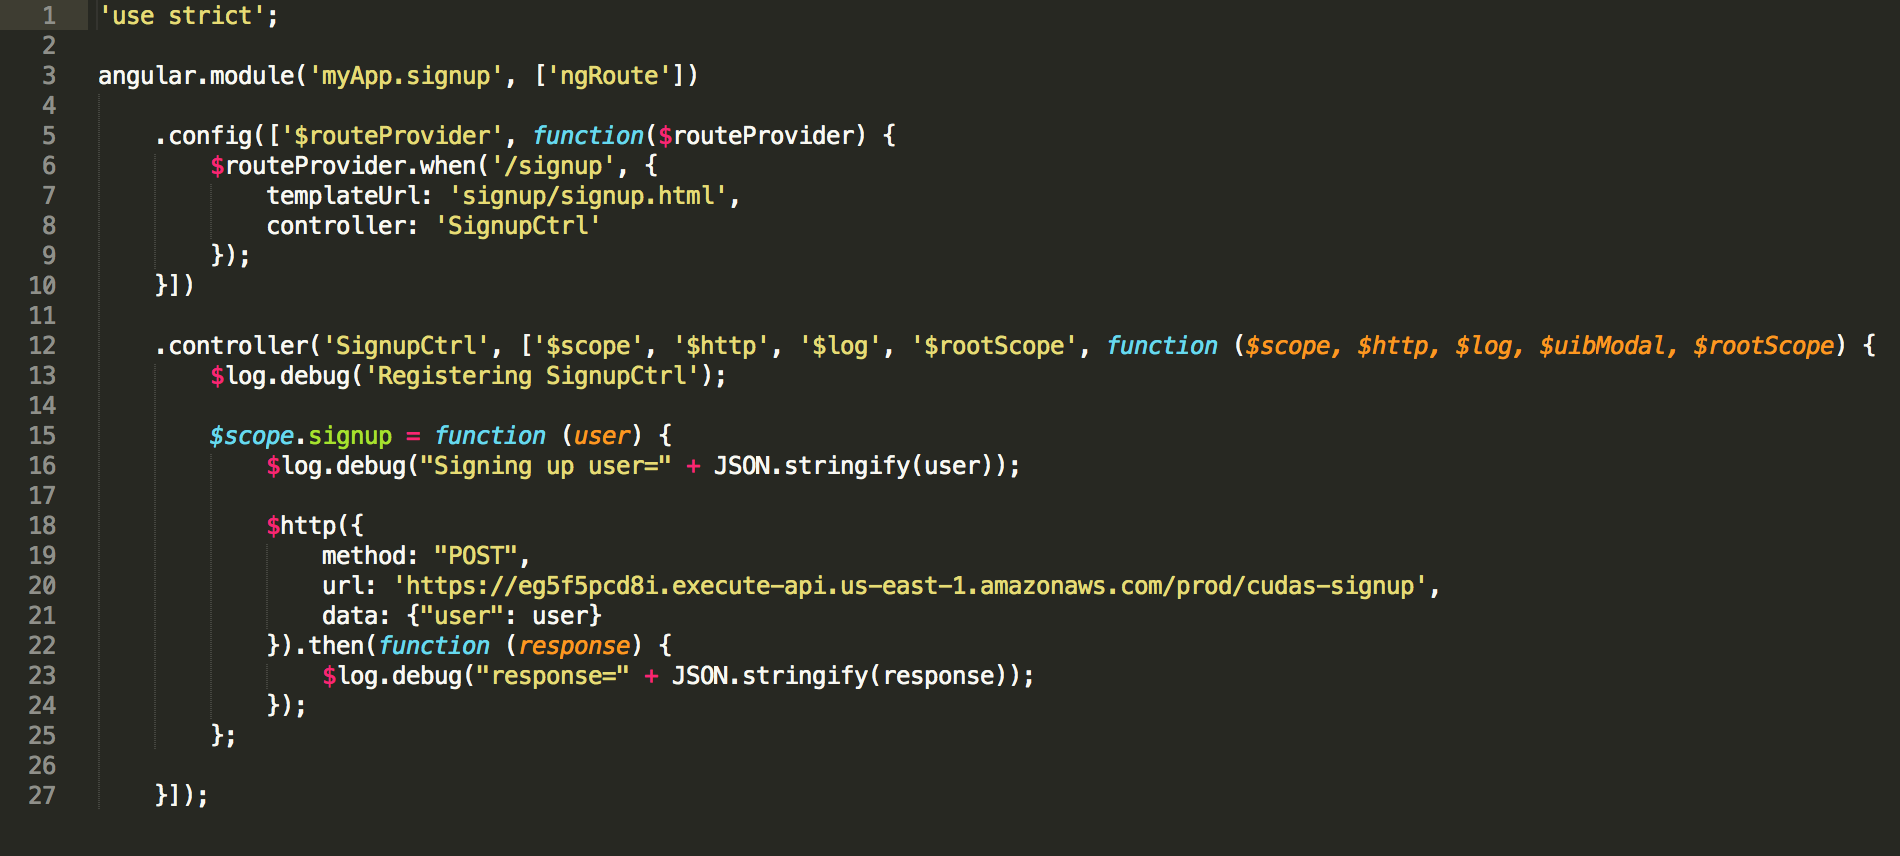 1 'use strict';
2
3 angular.module('myApp.signup', ['ngRoute'])
4
5     .config(['$routeProvider', function($routeProvider) {
6         $routeProvider.when('/signup', {
7             templateUrl: 'signup/signup.html',
8             controller: 'SignupCtrl'
9         });
10     }])
11
12     .controller('SignupCtrl', ['$scope', '$http', '$log', '$rootScope', function ($scope, $http, $log, $uibModal, $rootScope) {
13         $log.debug('Registering SignupCtrl');
14
15         $scope.signup = function (user) {
16             $log.debug("Signing up user=" + JSON.stringify(user));
17
18             $http({
19                 method: "POST",
20                 url: 'https://eg5f5pcd8i.execute-api.us-east-1.amazonaws.com/prod/cudas-signup',
21                 data: {"user": user}
22             }).then(function (response) {
23                 $log.debug("response=" + JSON.stringify(response));
24             });
25         };
26
27     }]);